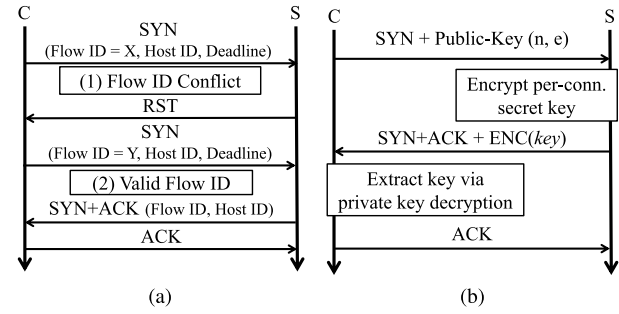 C S
SYN
(Flow ID = X, Host ID, Deadline)
(1) Flow ID Conflict
RST
SYN
(Flow ID = Y, Host ID, Deadline)
(2) Valid Flow ID
SYN+ACK (Flow ID, Host ID)
ACK
(a)
C S
SYN + Public-Key (n, e)
Encrypt per-conn.
secret key
SYN+ACK + ENC(key)
Extract key via
private key decryption
ACK
(b)